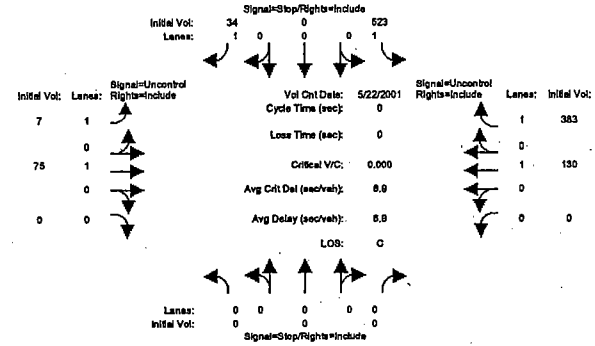 Signal=Stop/Rights=Include
Initial Vol: 34 0 523
Lanes: 1 0 0 0 1
Signal=Uncontrol
Initial Vol: Lanes: Rights=Include
Vol Cnt Date: 5/22/2001
Signal=Uncontrol
Rights=Include Lanes: Initial Vol:
Cycle Time (sec): 0
7 1
1 383
Loss Time (sec): 0
0
0
75 1
Critical V/C: 0.000
1 130
0
Avg Crit Del (sec/veh): 6.9
0
0 0
Avg Delay (sec/veh): 6.9
0 0
LOS: C
Lanes: 0 0 0 0 0
Initial Vol: 0 0 0
Signal=Stop/Rights=Include